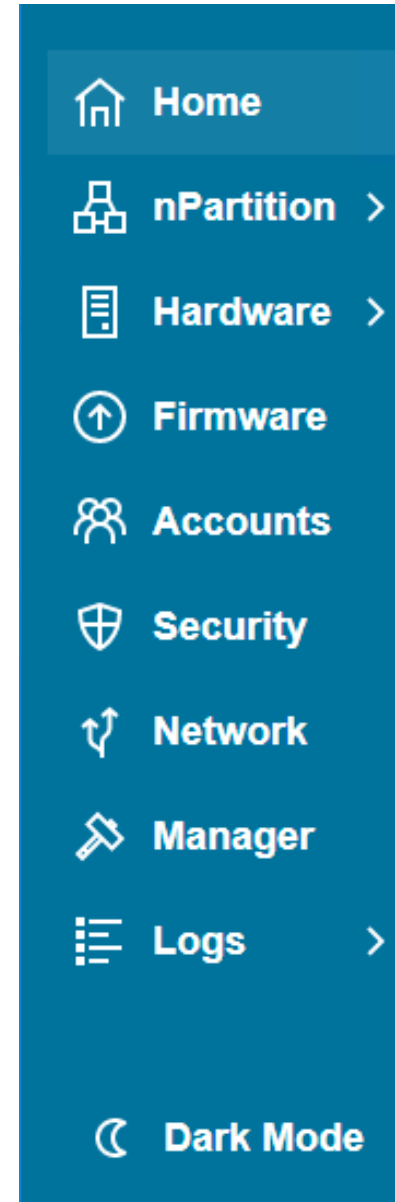 Home
nPartition
Hardware
Firmware
Accounts
Security
Network
Manager
Logs
Dark Mode